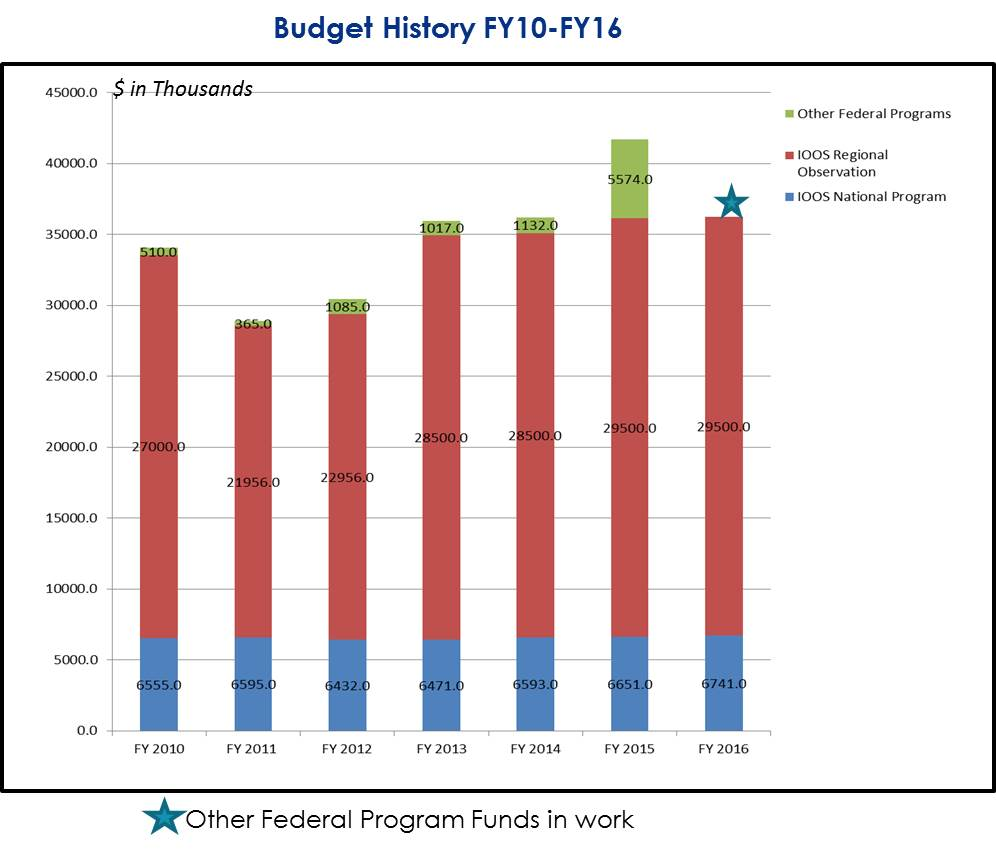 Budget History FY10-FY16
$ in Thousands
45000.0
40000.0
35000.0
30000.0
25000.0
20000.0
15000.0
10000.0
5000.0
0.0
510.0
365.0
1085.0
1017.0
1132.0
5574.0
27000.0
21956.0
22956.0
28500.0
28500.0
29500.0
29500.0
6555.0
6595.0
6432.0
6471.0
6593.0
6651.0
6741.0
FY 2010
FY 2011
FY 2012
FY 2013
FY 2014
FY 2015
FY 2016
Other Federal Programs
IOOS Regional
Observation
IOOS National Program
Other Federal Program Funds in work